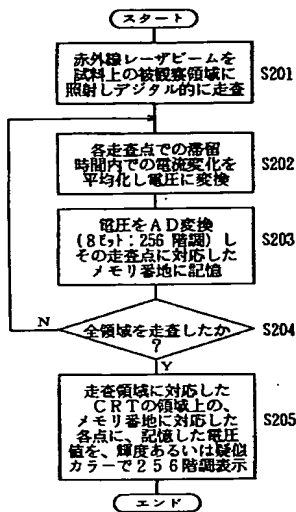 スタート
赤外線レーザビームを
試料上の被観察領域に
照射しデジタル的に走査
S201
各走査点での滞留
時間内での電流変化を
平均化し電圧に変換
S202
電圧をAD変換
(8ビット:256階調)し
その走査点に対応した
メモリ番地に記憶
S203
N
全領域を走査したか
?
S204
Y
走査領域に対応した
CRTの領域上の、
メモリ番地に対応した
各点に、記憶した電圧
値を、輝度あるいは疑似
カラーで256階調表示
S205
エンド